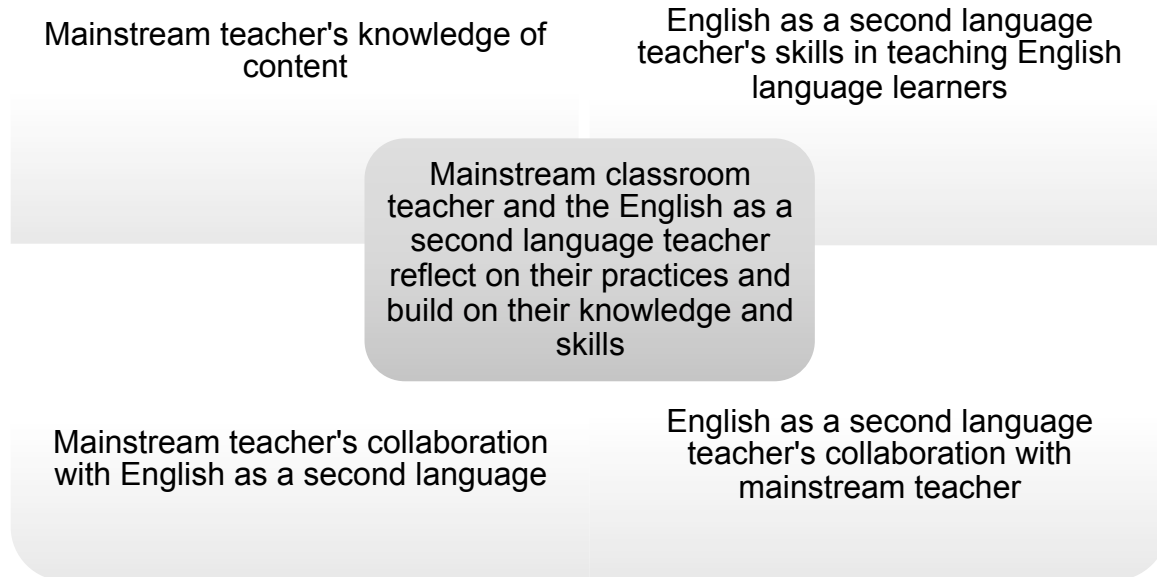 Mainstream teacher's knowledge of
content
English as a second language
teacher's skills in teaching English
language learners
Mainstream classroom
teacher and the English as a
second language teacher
reflect on their practices and
build on their knowledge and
skills
Mainstream teacher's collaboration
with English as a second language
English as a second language
teacher's collaboration with
mainstream teacher